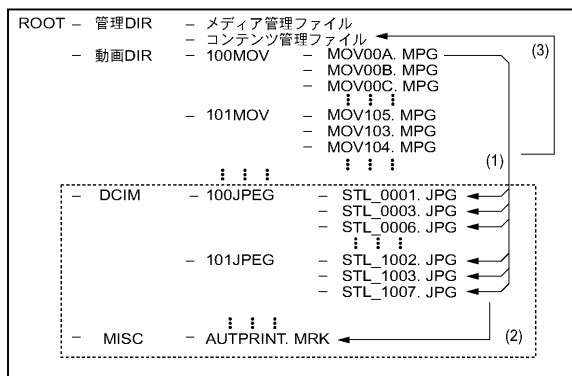 ROOT – 管理DIR – メディア管理ファイル
– コンテンツ管理ファイル
– 動画DIR – 100MOV – MOV00A. MPG
(3)
– MOV00B. MPG
– MOV00C. MPG
– 101MOV – MOV105. MPG
– MOV103. MPG
– MOV104. MPG
(1)
– DCIM – 100JPEG – STL_0001. JPG
– STL_0003. JPG
– STL_0006. JPG
– 101JPEG – STL_1002. JPG
– STL_1003. JPG
– STL_1007. JPG
– MISC – AUTPRINT. MRK
(2)